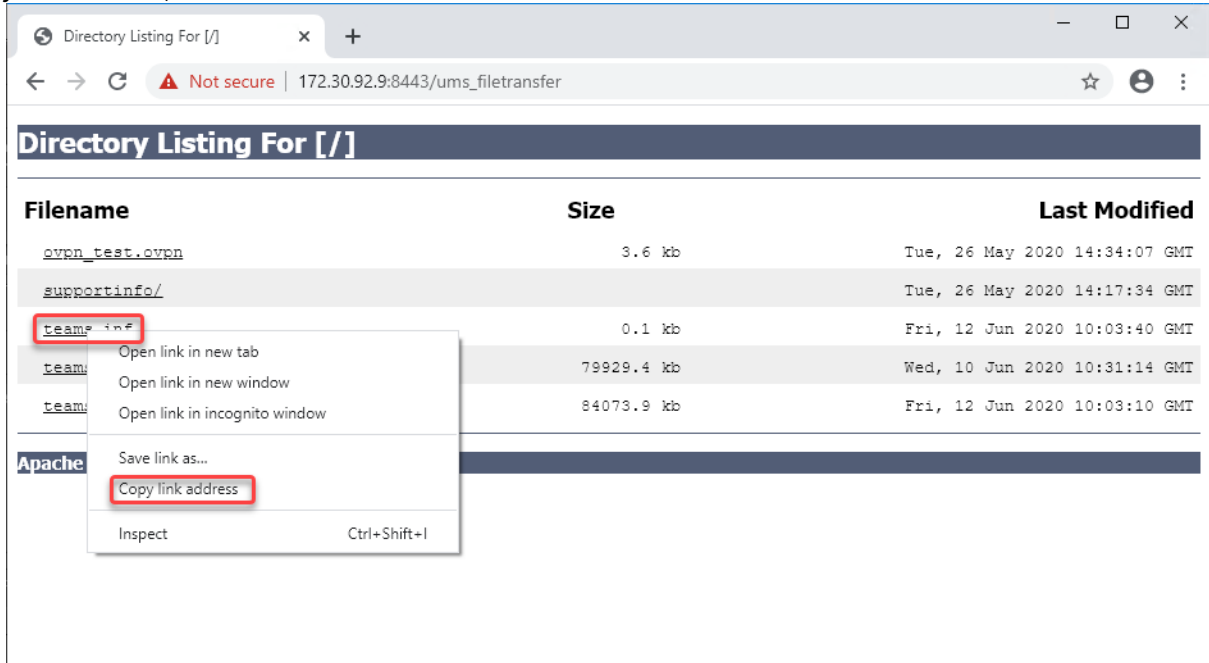 Directory Listing For [/]
Not secure | 172.30.92.9:8443/ums_filetransfer
Directory Listing For [/]
Filename Size Last Modified
ovpn_test.ovpn 3.6 kb Tue, 26 May 2020 14:34:07 GMT
supportinfo/ Tue, 26 May 2020 14:17:34 GMT
teams.inf 0.1 kb Fri, 12 Jun 2020 10:03:40 GMT
Open link in new tab
teams 79929.4 kb Wed, 10 Jun 2020 10:31:14 GMT
Open link in new window
teams 84073.9 kb Fri, 12 Jun 2020 10:03:10 GMT
Open link in incognito window
Save link as...
Apache
Copy link address
Inspect Ctrl+Shift+I